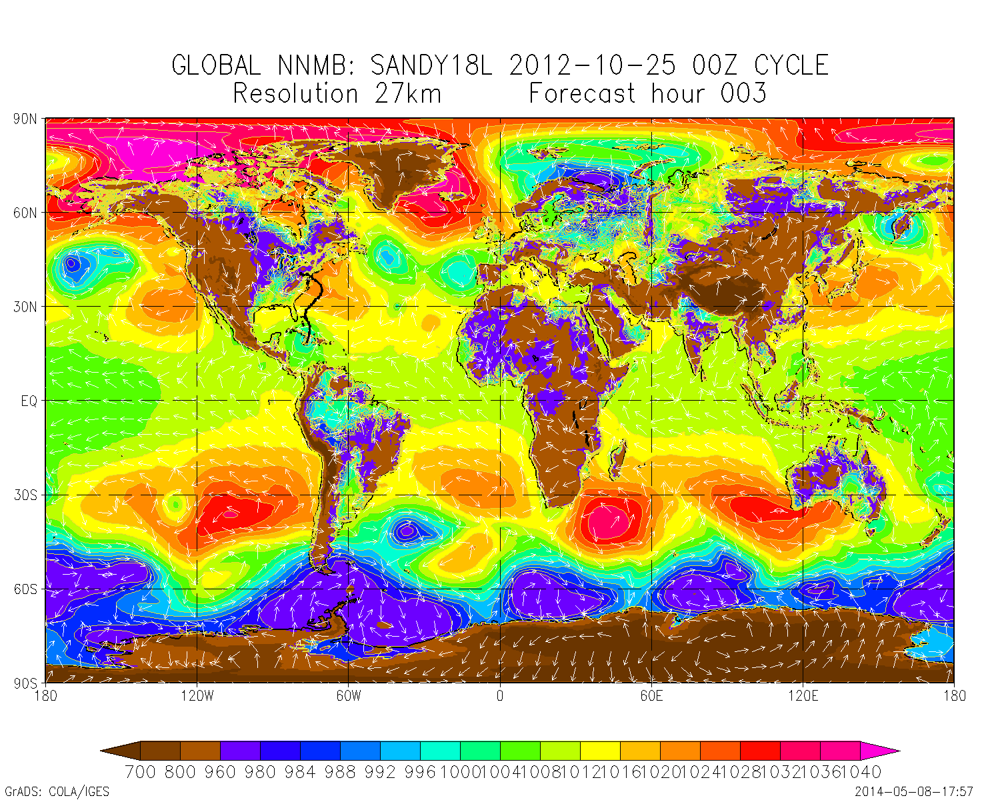 GLOBAL NNMB: SANDY18L 2012-10-25 00Z CYCLE
Resolution 27km Forecast hour 003
90N
60N
30N
EQ
30S
60S
90S
180 120W 60W 0 60E 120E 180
700 800 960 980 984 988 992 996 1000 1004 1008 1012 1016 1020 1024 1028 1032 1036 1040
GrADS: COLA/IGES 2014-05-08-17:57